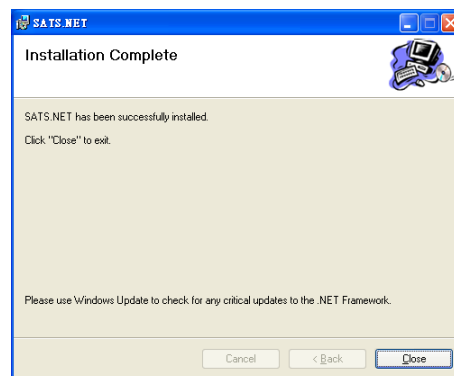 SATS.NET
Installation Complete
SATS.NET has been successfully installed.
Click "Close" to exit.
Please use Windows Update to check for any critical updates to the .NET Framework.
Cancel
< Back
Close